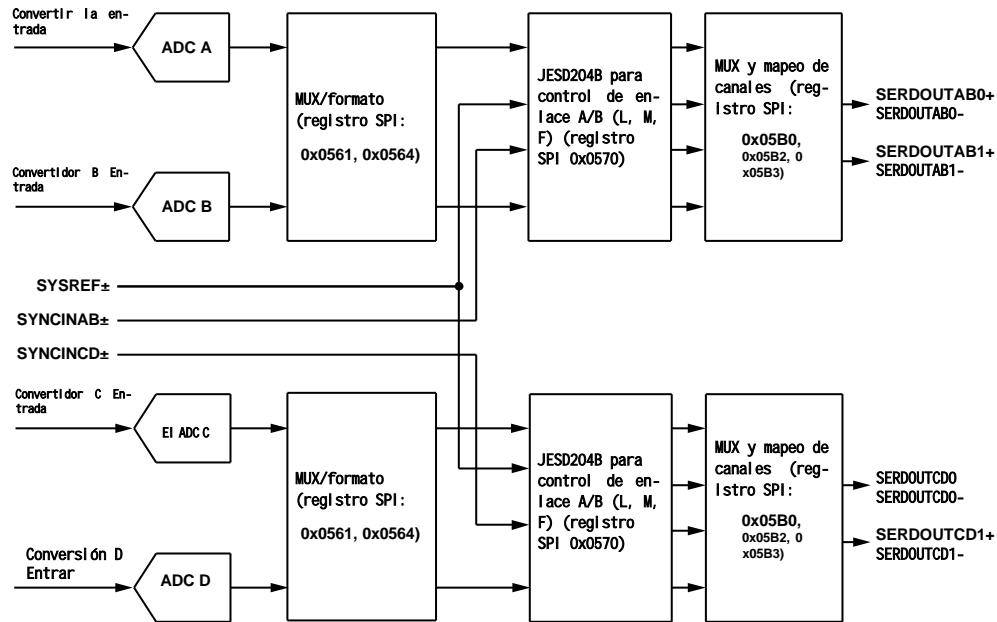 Convertir la en-
trada
ADC A
MUX/formato
(registro SPI:
0x0561, 0x0564)
JESD204B para
control de en-
lace A/B (L, M,
F) (registro
SPI 0x0570)
MUX y mapeo de
canales (reg-
istro SPI:
0x05B0,
0x05B2, 0
x05B3)
SERDOUTAB0+
SERDOUTAB0-
SERDOUTAB1+
SERDOUTAB1-
Convertidor B En-
trada
ADC B
SYSREF±
SYNCINAB±
SYNCINCD±
Convertidor C En-
trada
El ADC C
MUX/formato
(registro SPI:
0x0561, 0x0564)
JESD204B para
control de en-
lace A/B (L, M,
F) (registro
SPI 0x0570)
MUX y mapeo de
canales (reg-
istro SPI:
0x05B0,
0x05B2, 0
x05B3)
SERDOUTCD0
SERDOUTCD0-
SERDOUTCD1+
SERDOUTCD1-
Conversión D
Entrar
ADC D